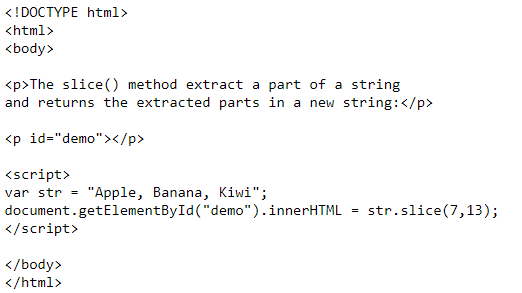 <!DOCTYPE html>
<html>
<body>
<p>The slice() method extract a part of a string
and returns the extracted parts in a new string:</p>
<p id="demo"></p>
<script>
var str = "Apple, Banana, Kiwi";
document.getElementById("demo").innerHTML = str.slice(7,13);
</script>
</body>
</html>